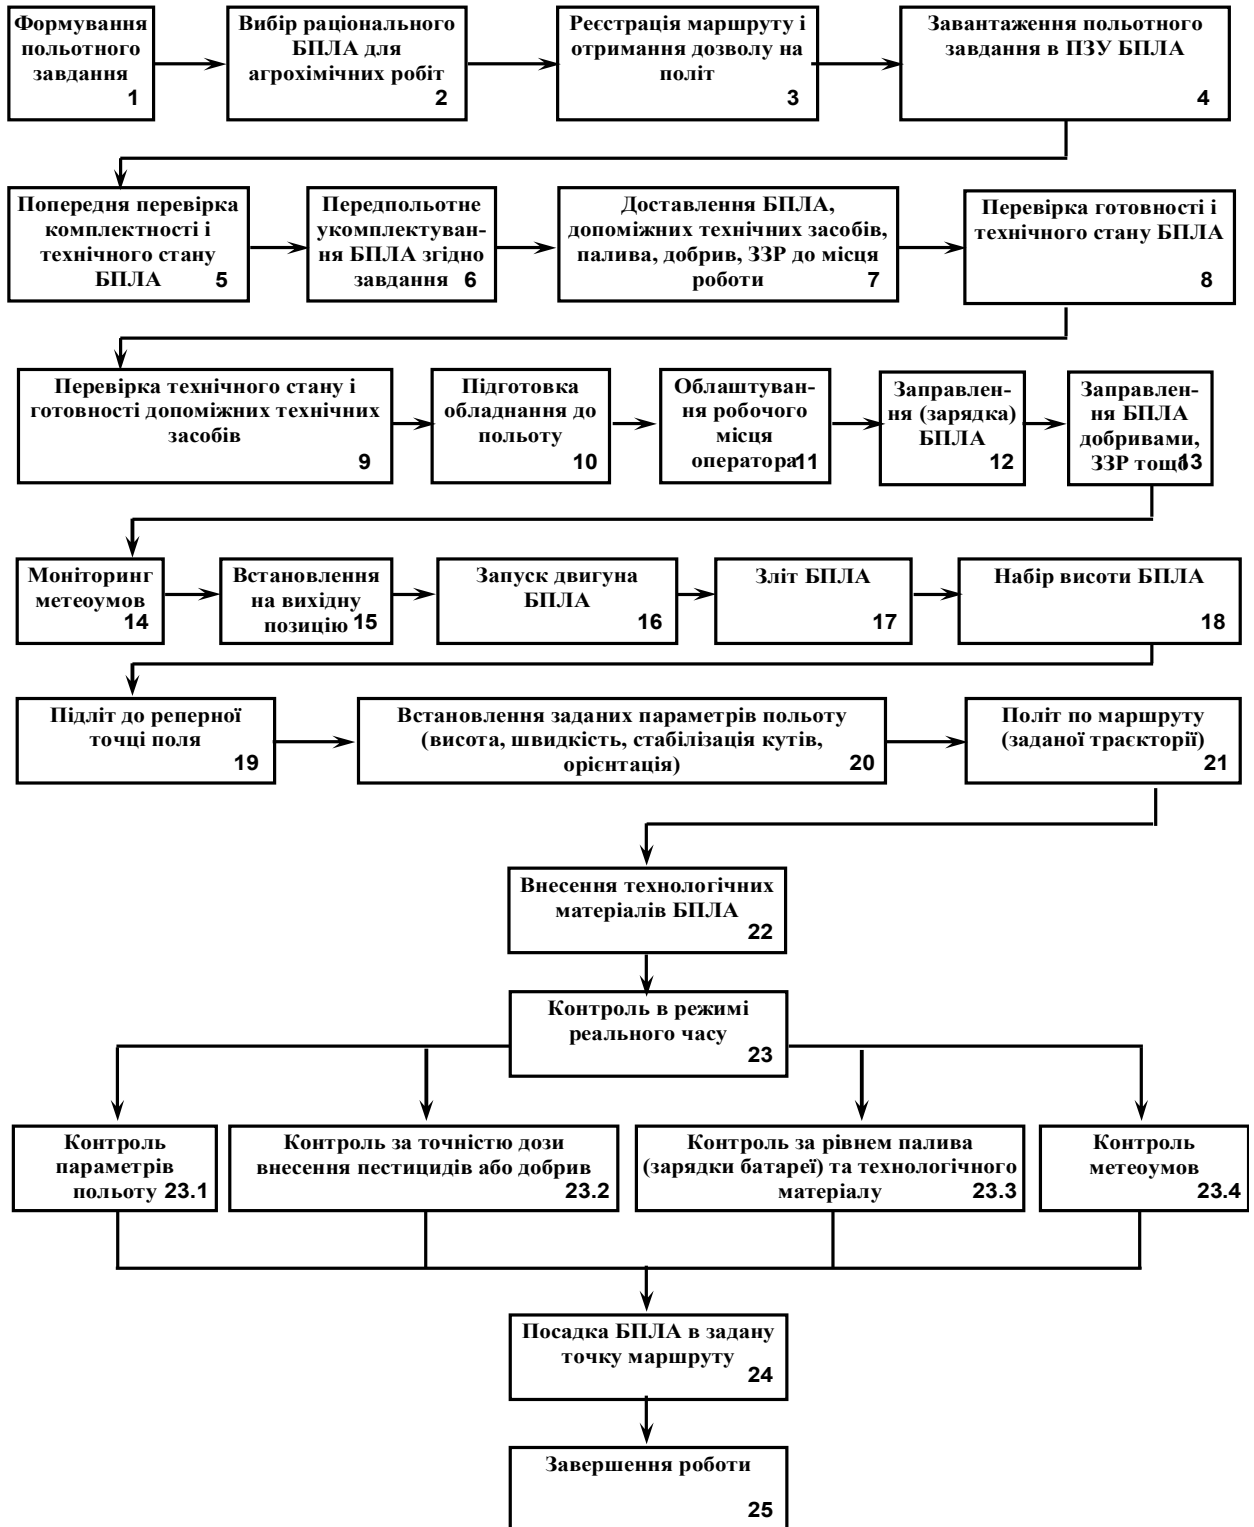 Формування
польотного
завдання
1
Вибір раціонального
БПЛА для
агрохімічних робіт
2
Реєстрація маршруту і
отримання дозволу на
політ
3
Завантаження польотного
завдання в ПЗУ БПЛА
4
Попередня перевірка
комплектності і
технічного стану
БПЛА
5
Передпольотне
укомплектуван-
ня БПЛА згідно
завдання
6
Доставлення БПЛА,
допоміжних технічних засобів,
палива, добрив, ЗЗР до місця
роботи
7
Перевірка готовності і
технічного стану БПЛА
8
Перевірка технічного стану і
готовності допоміжних технічних
засобів
9
Підготовка
обладнання до
польоту
10
Облаштуван-
ня робочого
місця
оператора
11
Заправлен-
ня (зарядка)
БПЛА
12
Заправлен-
ня БПЛА
добривами,
ЗЗР тощо
13
Моніторинг
метеоумов
14
Встановлення
на вихідну
позицію
15
Запуск двигуна
БПЛА
16
Зліт БПЛА
17
Набір висоти БПЛА
18
Підліт до реперної
точці поля
19
Встановлення заданих параметрів польоту
(висота, швидкість, стабілізація кутів,
орієнтація)
20
Політ по маршруту
(заданої траєкторії)
21
Внесення технологічних
матеріалів БПЛА
22
Контроль в режимі
реального часу
23
Контроль
параметрів
польоту
23.1
Контроль за точністю дози
внесення пестицидів або добрив
23.2
Контроль за рівнем палива
(зарядки батареї) та технологічного
матеріалу
23.3
Контроль
метеоумов
23.4
Посадка БПЛА в задану
точку маршруту
24
Завершення роботи
25